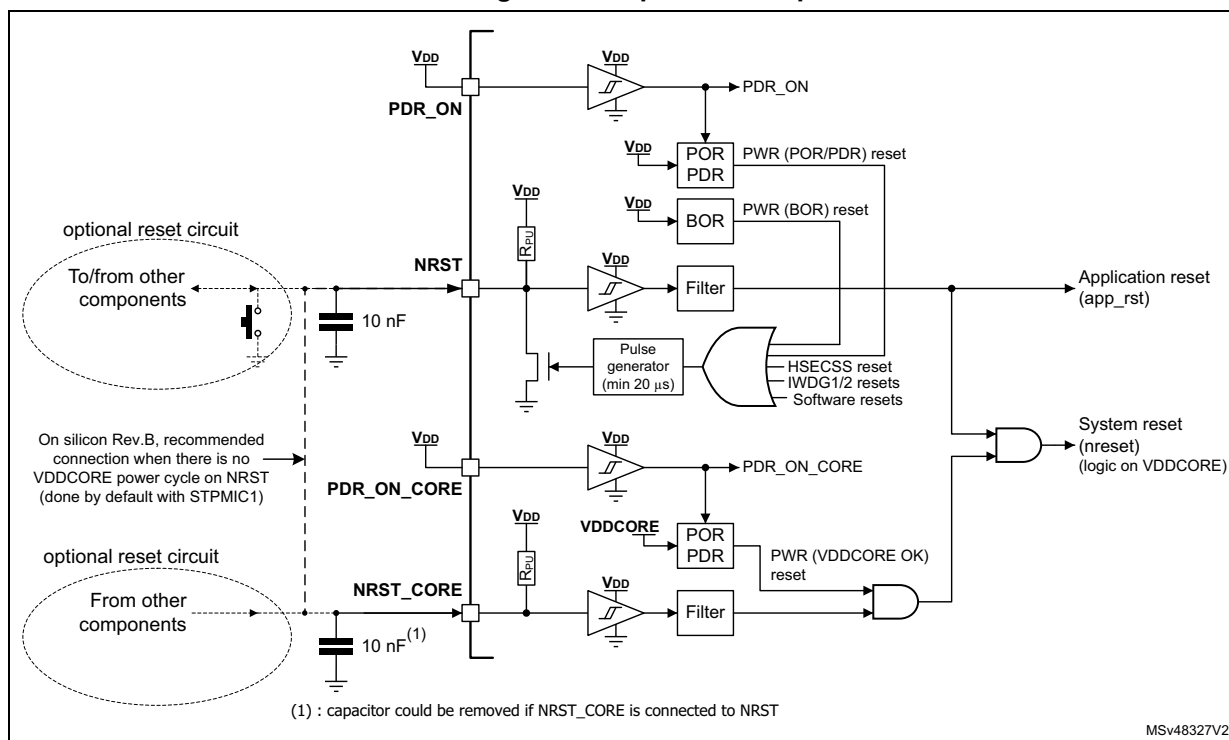 VDD
PDR_ON
VDD
PDR_ON
VDD
POR
PDR
PWR (POR/PDR) reset
VDD
BOR
PWR (BOR) reset
optional reset circuit
To/from other
components
10 nF
NRST
VDD
RPU
VDD
Filter
Application reset
(app_rst)
Pulse
generator
(min 20 μs)
HSECSS reset
IWDG1/2 resets
Software resets
System reset
(nreset)
(logic on VDDCORE)
On silicon Rev.B, recommended
connection when there is no
VDDCORE power cycle on NRST
(done by default with STPMIC1)
VDD
PDR_ON_CORE
VDD
PDR_ON_CORE
VDDCORE
POR
PDR
PWR (VDDCORE OK)
reset
optional reset circuit
From other
components
10 nF(1)
NRST_CORE
VDD
RPU
VDD
Filter
(1) : capacitor could be removed if NRST_CORE is connected to NRST
MSv48327V2